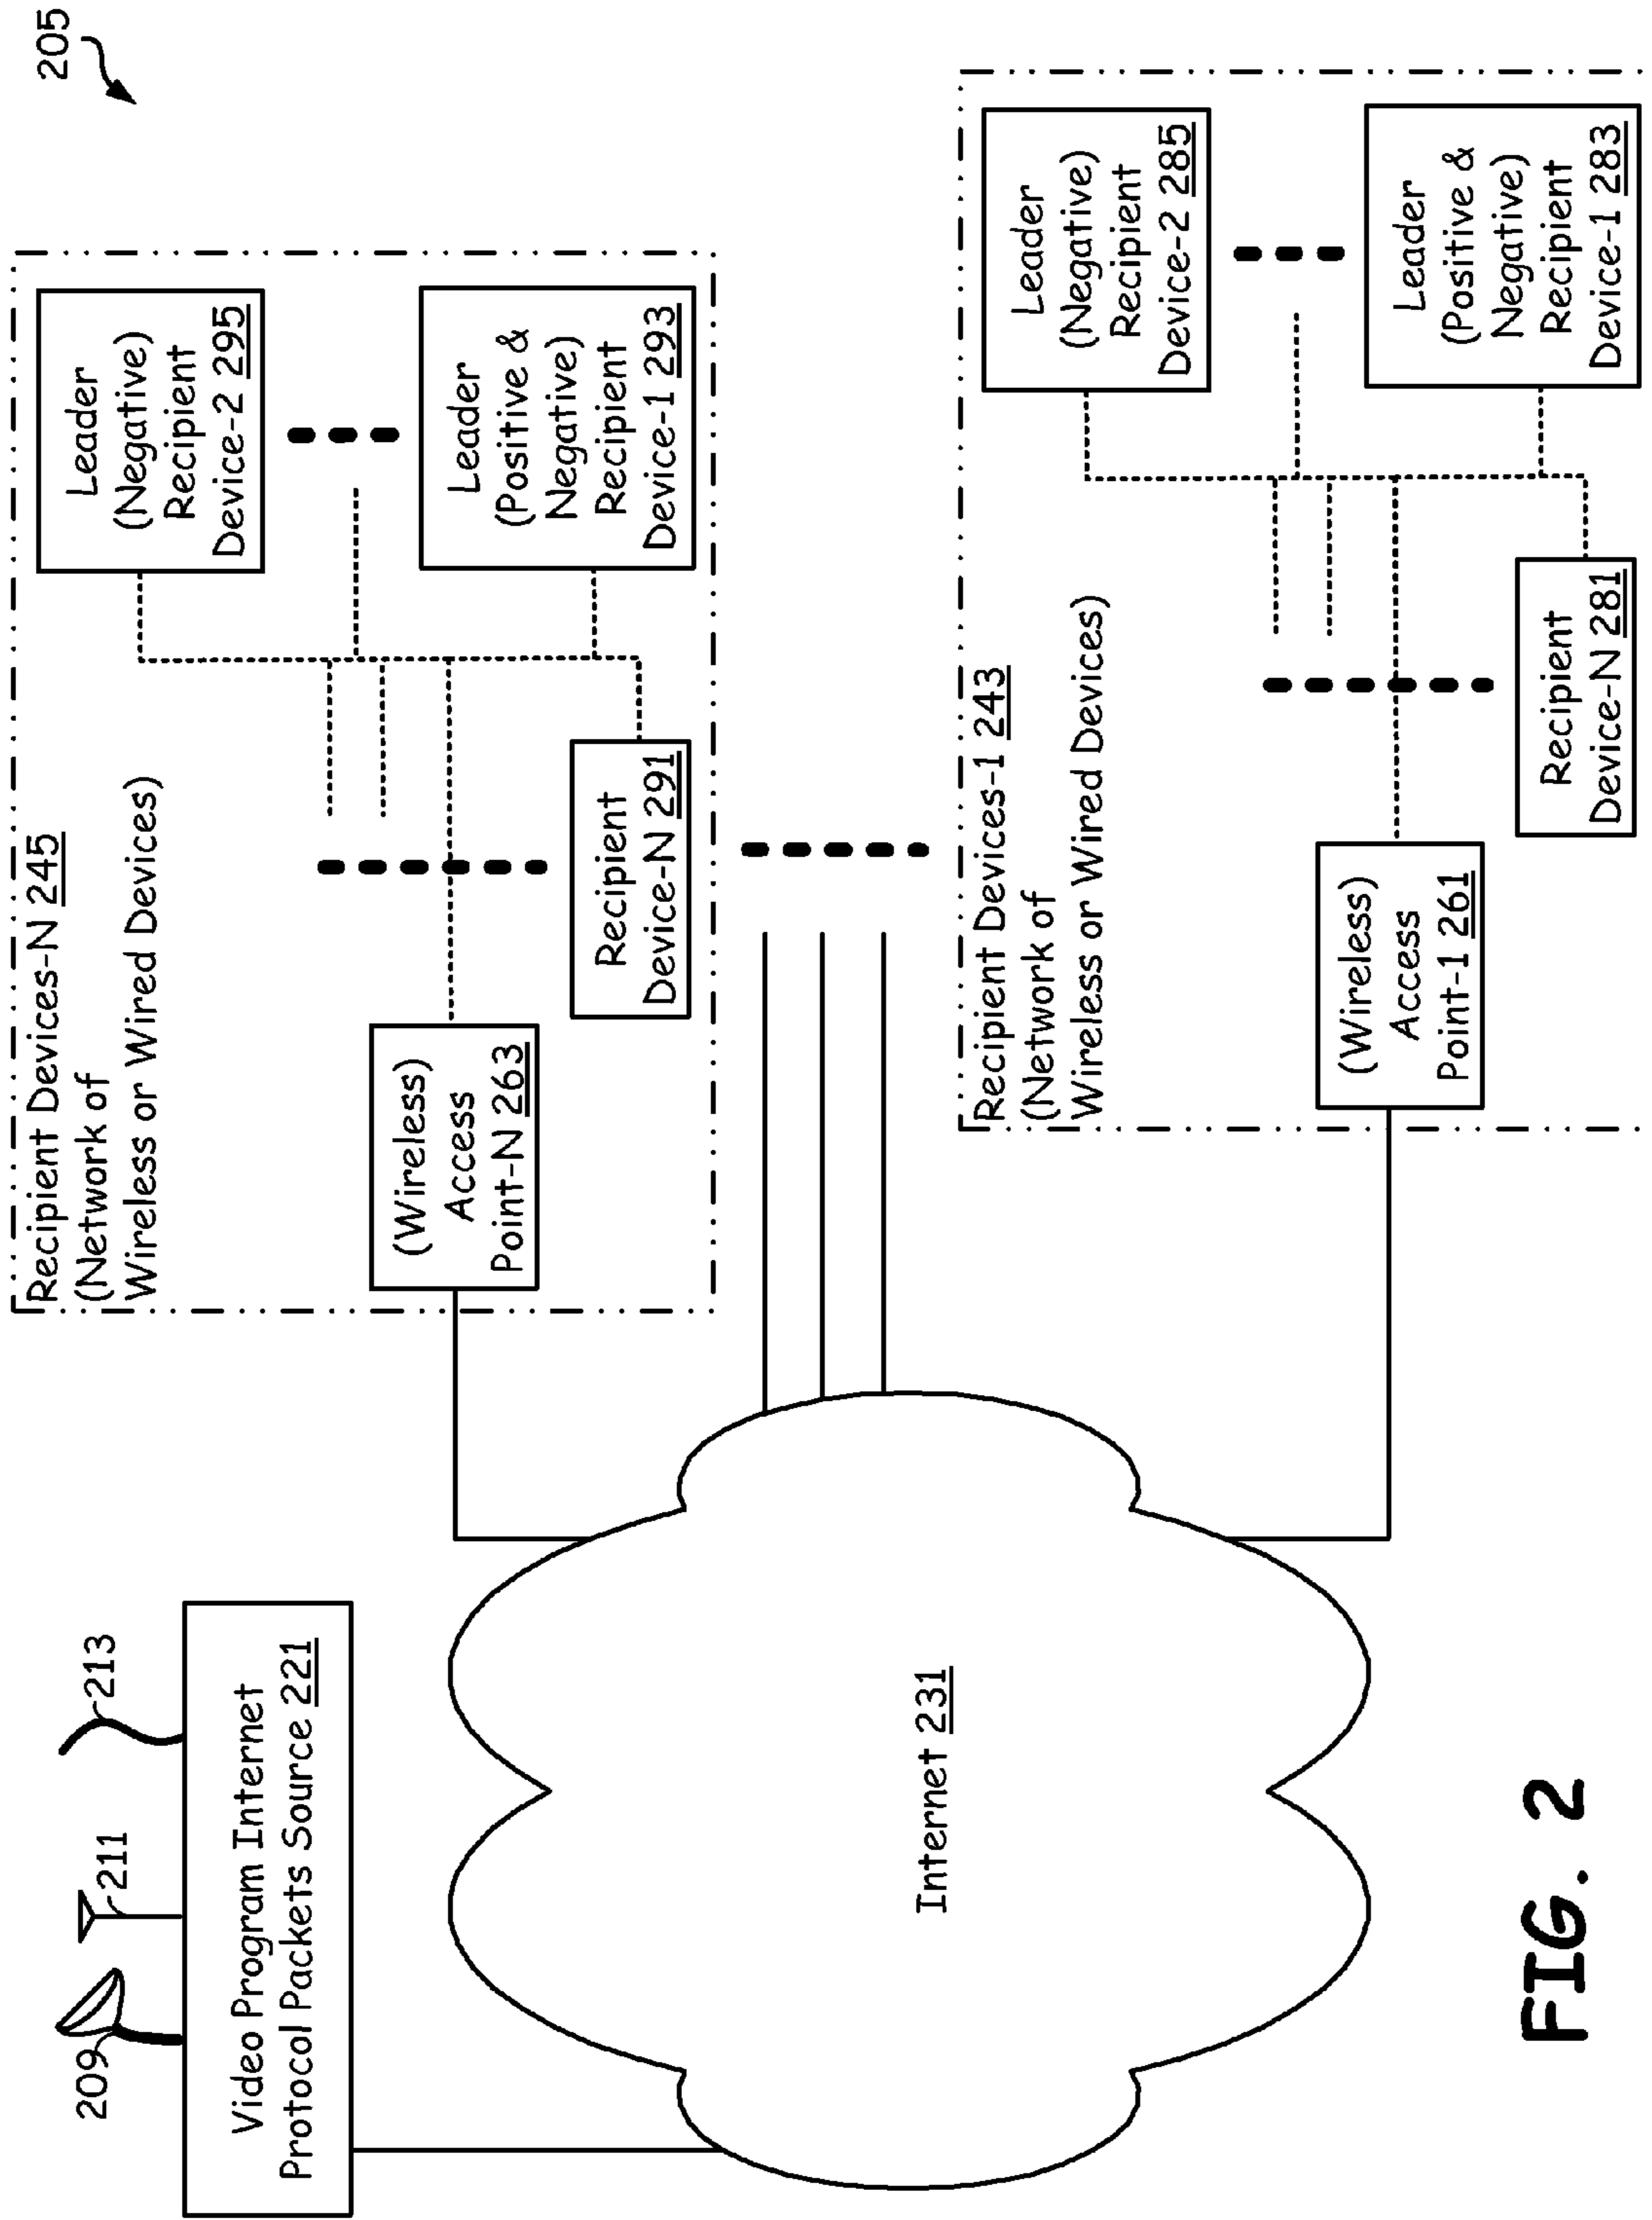 205
209
211
213
Video Program Internet
Protocol Packets Source 221
Internet 231
Recipient Devices-N 245
(Network of
Wireless or Wired Devices)
(Wireless)
Access
Point-N 263
Leader
(Negative)
Recipient
Device-2 295
Leader
(Positive &
Negative)
Recipient
Device-1 293
Recipient
Device-N 291
Recipient Devices-1 243
(Network of
Wireless or Wired Devices)
(Wireless)
Access
Point-1 261
Leader
(Negative)
Recipient
Device-2 285
Leader
(Positive &
Negative)
Recipient
Device-1 283
Recipient
Device-N 281
FIG. 2